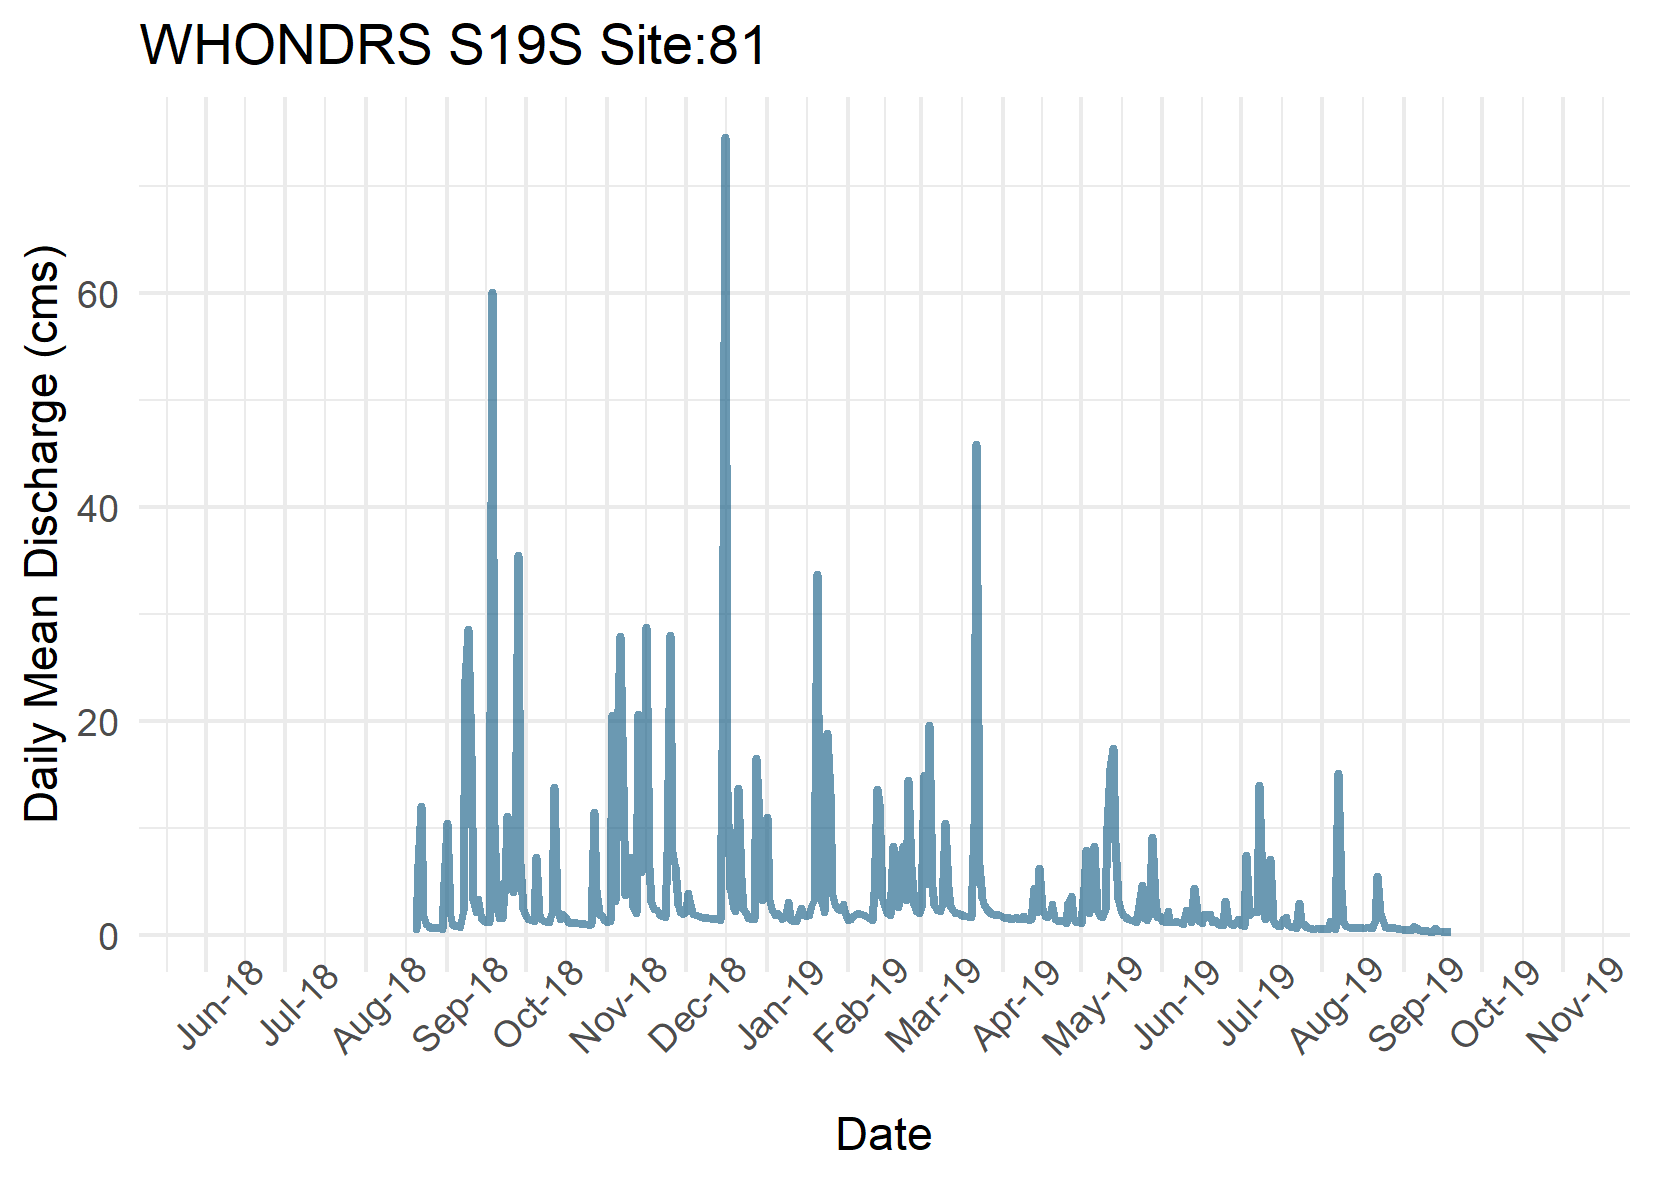 WHONDRS S19S Site:81
Daily Mean Discharge (cms)
60
40
20
0
Jun-18
Jul-18
Aug-18
Sep-18
Oct-18
Nov-18
Dec-18
Jan-19
Feb-19
Mar-19
Apr-19
May-19
Jun-19
Jul-19
Aug-19
Sep-19
Oct-19
Nov-19
Date